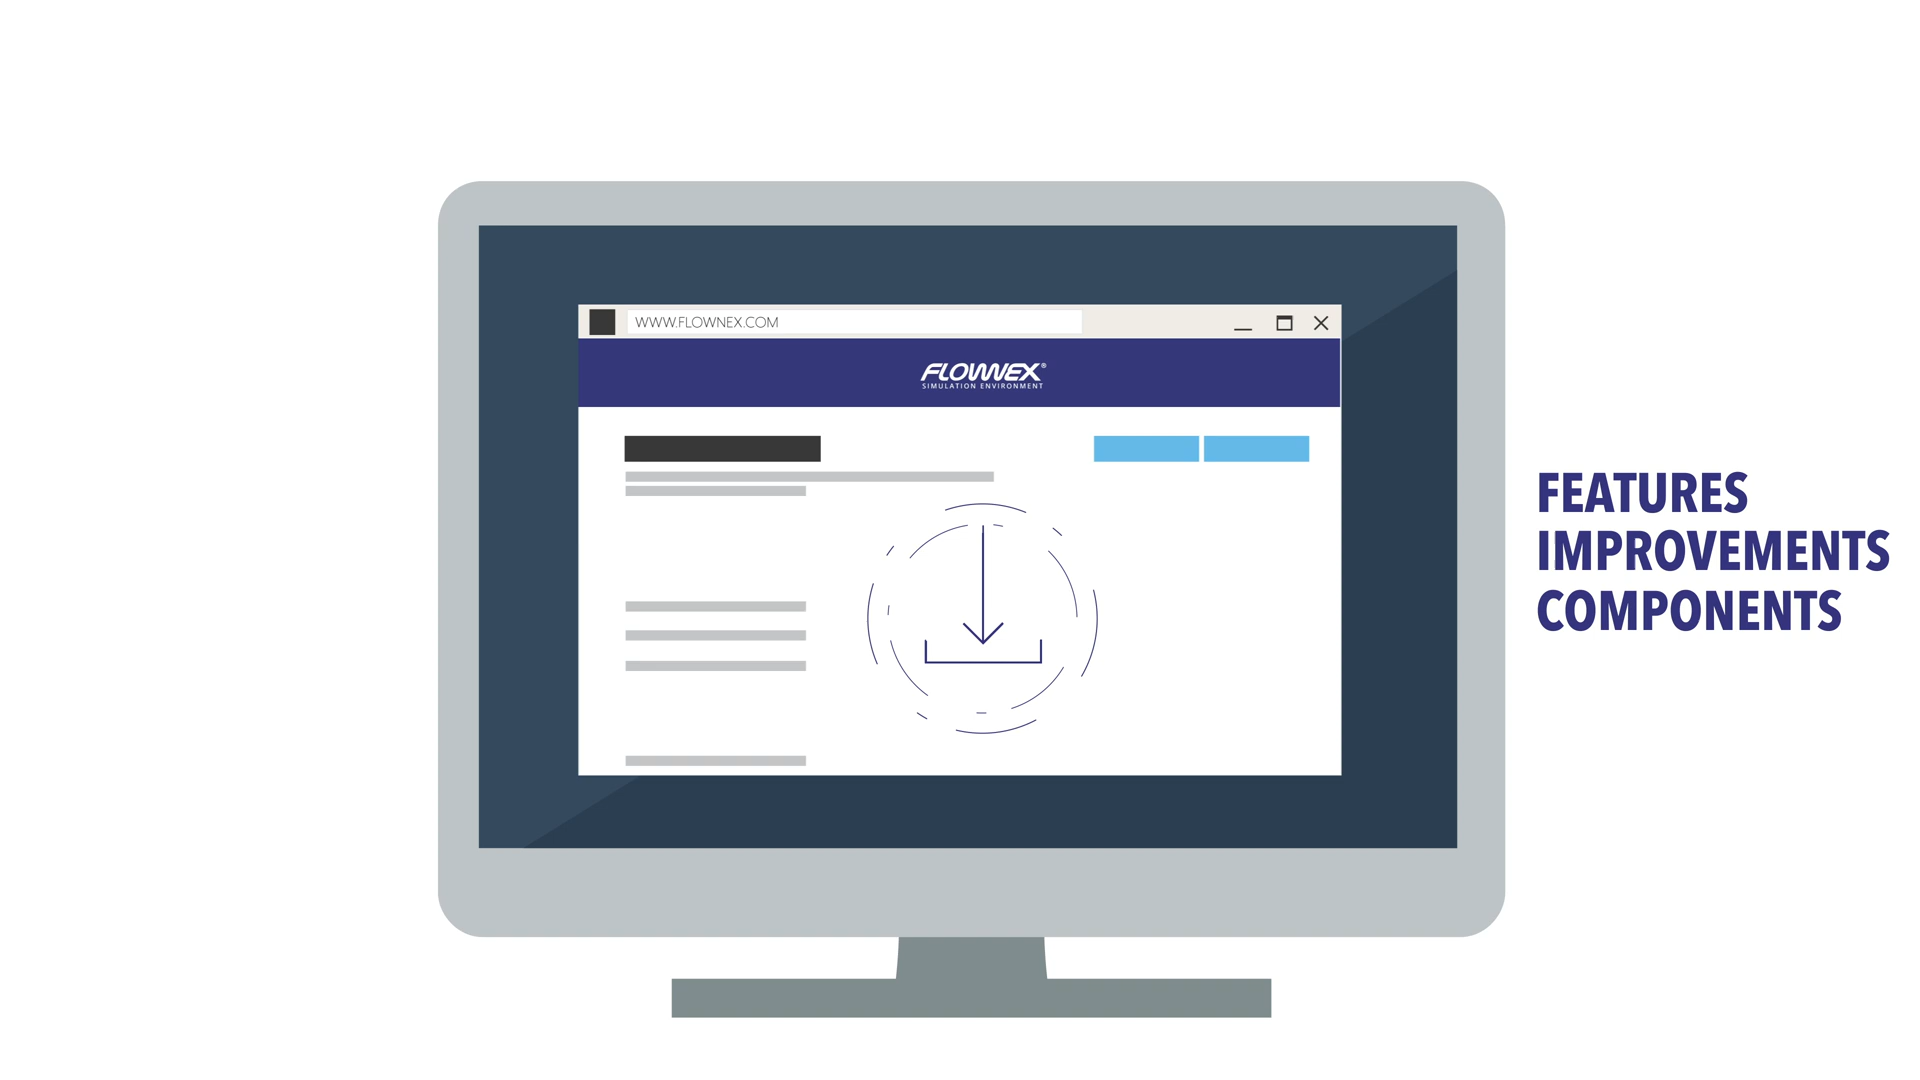 WWW.FLOWNEX.COM
FLOWNEX®
SIMULATION ENVIRONMENT
FEATURES
IMPROVEMENTS
COMPONENTS